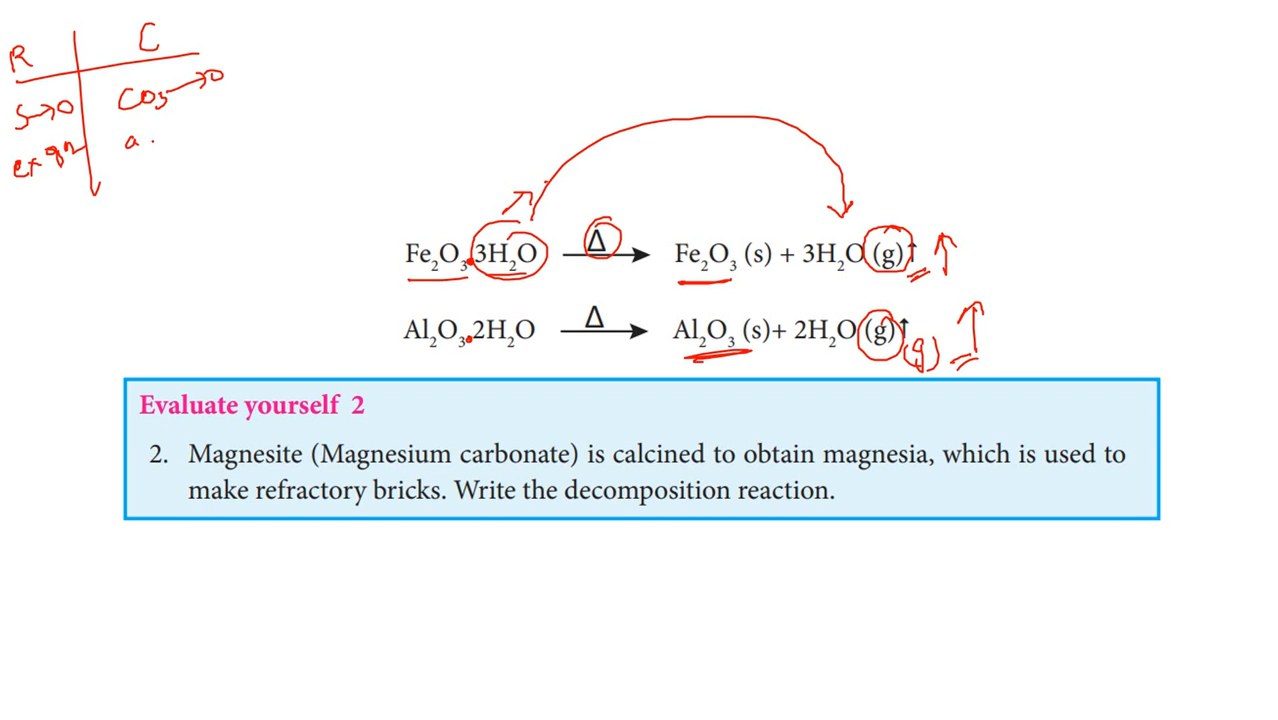 R C
S→O CO3→O
ex qn a.
Fe₂O₃.3H₂O Δ→ Fe₂O₃ (s) + 3H₂O (g)↑
Al₂O₃.2H₂O Δ→ Al₂O₃ (s)+ 2H₂O (g)↑ (g)
Evaluate yourself 2
2. Magnesite (Magnesium carbonate) is calcined to obtain magnesia, which is used to
make refractory bricks. Write the decomposition reaction.